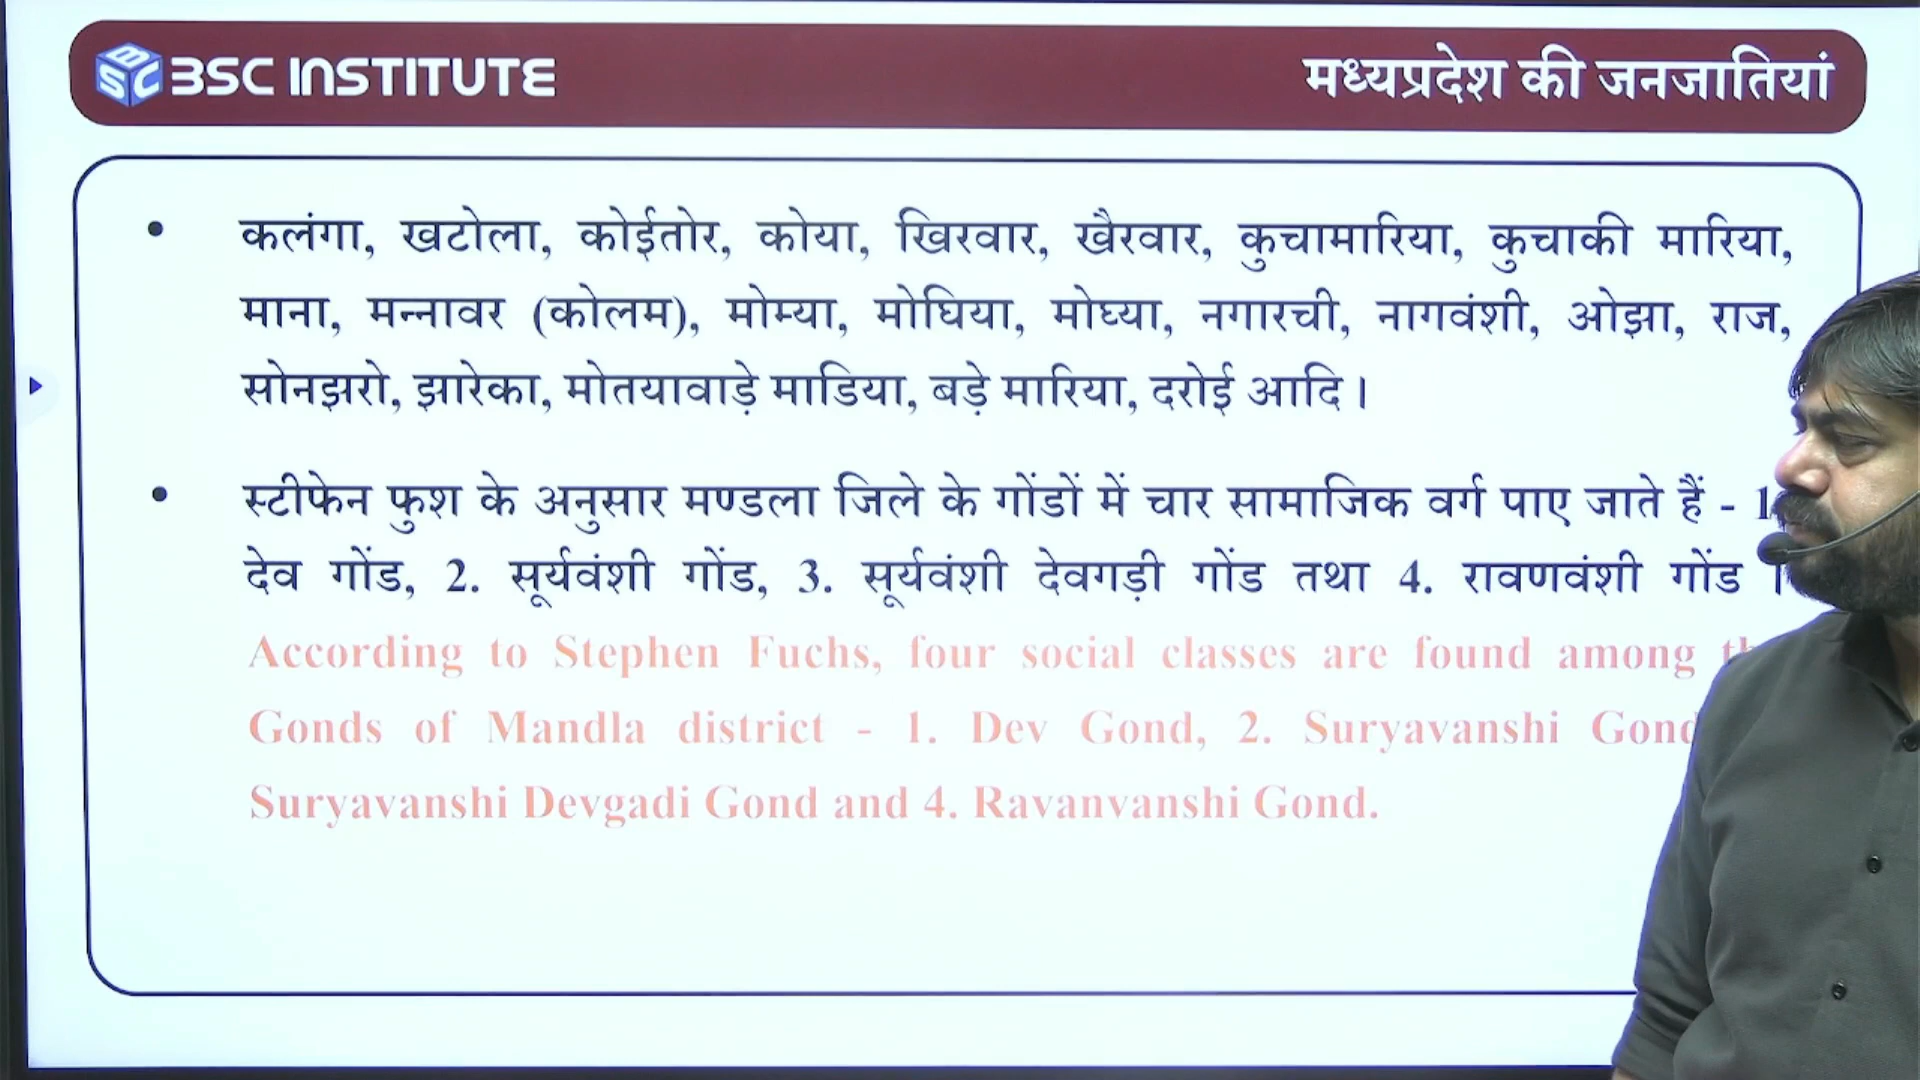 BSC INSTITUTE
मध्यप्रदेश की जनजातियां
• कलंगा, खटोला, कोईतोर, कोया, खिरवार, खैरवार, कुचामारिया, कुचाकी मारिया,
माना, मन्नावर (कोलम), मोम्या, मोघिया, मोघ्या, नगारची, नागवंशी, ओझा, राज,
सोनझरो, झारेका, मोतयावाड़े माडिया, बड़े मारिया, दरोई आदि।
• स्टीफेन फुश के अनुसार मण्डला जिले के गोंडों में चार सामाजिक वर्ग पाए जाते हैं - 1
देव गोंड, 2. सूर्यवंशी गोंड, 3. सूर्यवंशी देवगड़ी गोंड तथा 4. रावणवंशी गोंड ।
According to Stephen Fuchs, four social classes are found among
Gonds of Mandla district - 1. Dev Gond, 2. Suryavanshi Gond
Suryavanshi Devgadi Gond and 4. Ravanvanshi Gond.